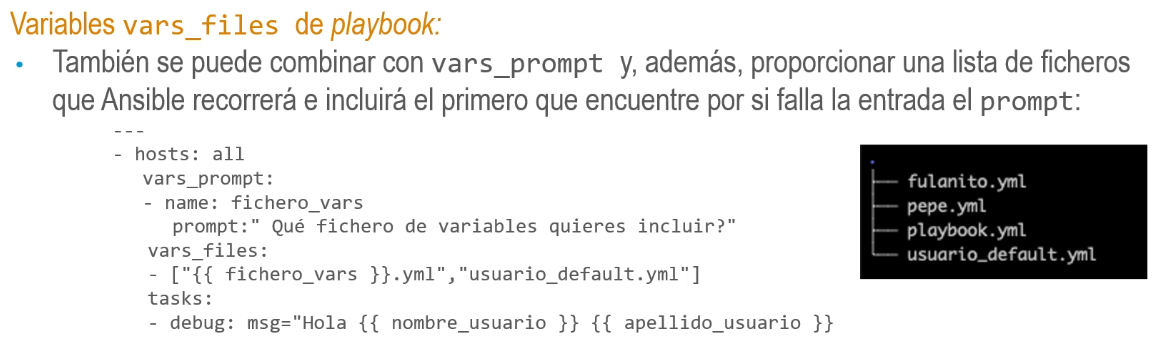 Variables vars_files de playbook:
• También se puede combinar con vars_prompt y, además, proporcionar una lista de ficheros
que Ansible recorrerá e incluirá el primero que encuentre por si falla la entrada el prompt:
---
- hosts: all
vars_prompt:
- name: fichero_vars
prompt:" Qué fichero de variables quieres incluir?"
vars_files:
- ["{{ fichero_vars }}.yml","usuario_default.yml"]
tasks:
- debug: msg="Hola {{ nombre_usuario }} {{ apellido_usuario }}
.
├── fulanito.yml
├── pepe.yml
├── playbook.yml
└── usuario_default.yml